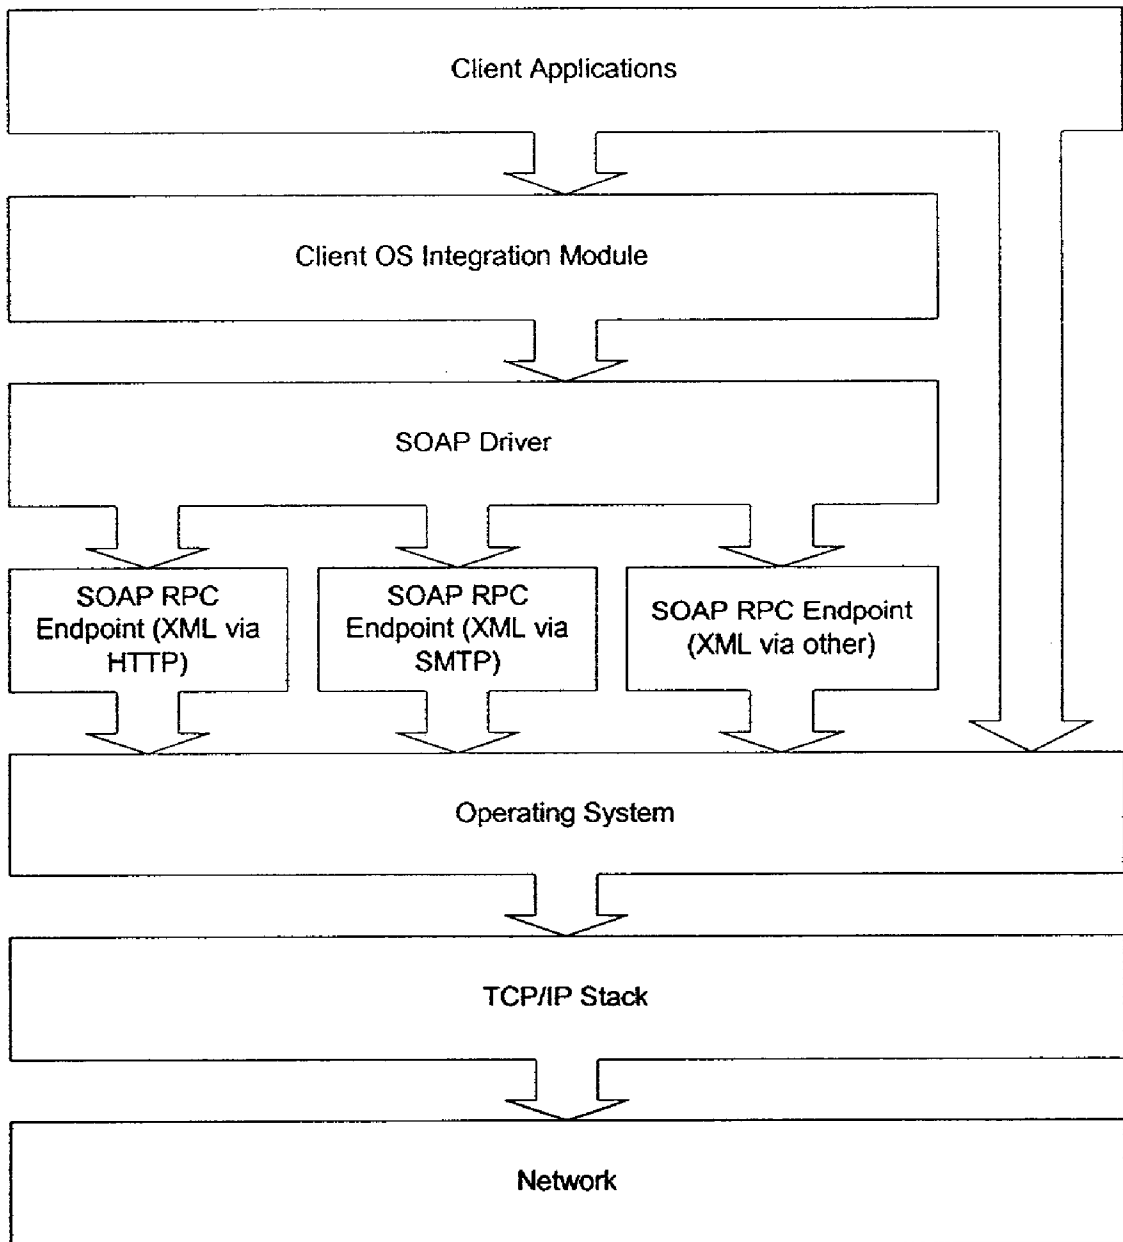 Client Applications
Client OS Integration Module
SOAP Driver
SOAP RPC
Endpoint (XML via
HTTP)
SOAP RPC
Endpoint (XML via
SMTP)
SOAP RPC Endpoint
(XML via other)
Operating System
TCP/IP Stack
Network